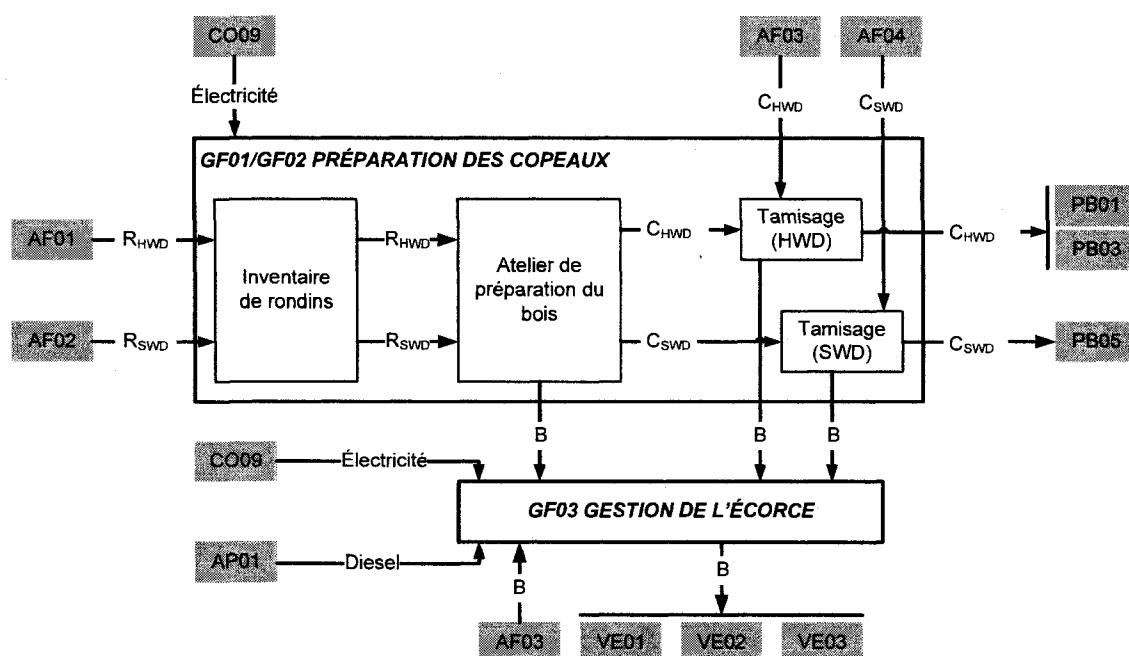 CO09
AF03
AF04
Électricité
C_HWD
C_SWD
GF01/GF02 PRÉPARATION DES COPEAUX
AF01
R_HWD
R_HWD
C_HWD
Tamisage
(HWD)
C_HWD
PB01
PB03
Inventaire
de rondins
Atelier de
préparation du
bois
AF02
R_SWD
R_SWD
C_SWD
Tamisage
(SWD)
C_SWD
PB05
B
B
B
CO09
Électricité
GF03 GESTION DE L'ÉCORCE
AP01
Diesel
B
B
AF03
VE01
VE02
VE03